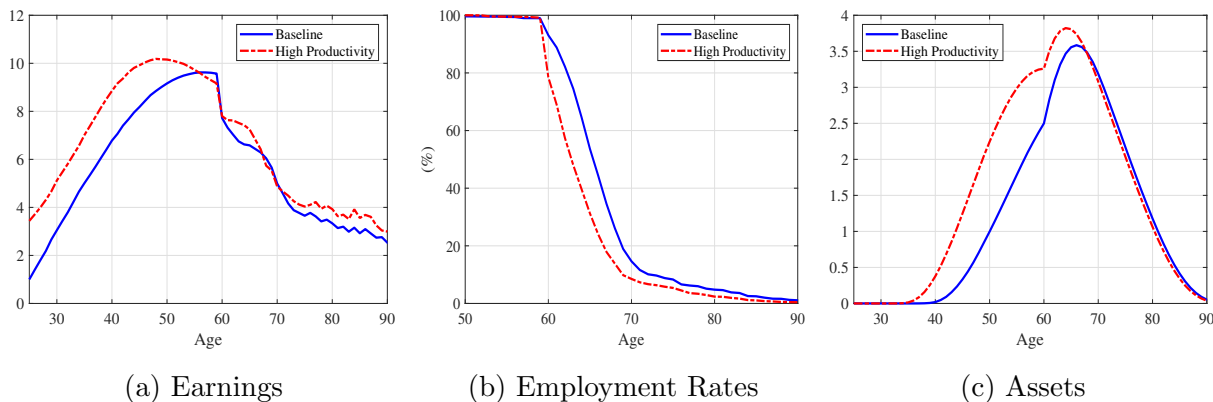 Baseline
High Productivity
12
10
8
6
4
2
0
30 40 50 60 70 80 90
Age
(a) Earnings
Baseline
High Productivity
100
80
60
40
20
0
(%)
50 60 70 80 90
Age
(b) Employment Rates
Baseline
High Productivity
4
3.5
3
2.5
2
1.5
1
0.5
0
30 40 50 60 70 80 90
Age
(c) Assets